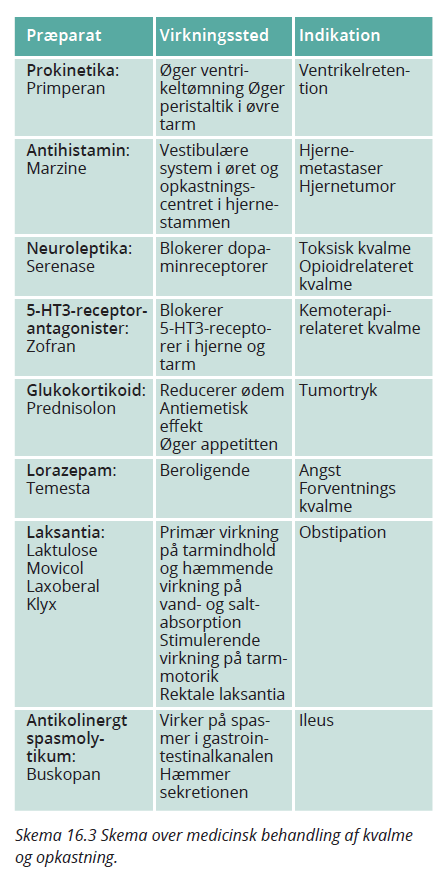 Præparat
Virkningssted
Indikation
Prokinetika:
Primperan
Øger ventri-
keltømning Øger
peristaltik i øvre
tarm
Ventrikelreten-
tion
Antihistamin:
Marzine
Vestibulære
system i øret og
opkastnings-
centret i hjerne-
stammen
Hjerne-
metastaser
Hjernetumor
Neuroleptika:
Serenase
Blokerer dopa-
minreceptorer
Toksisk kvalme
Opioidrelateret
kvalme
5-HT3-receptor-
antagonister:
Zofran
Blokerer
5-HT3-recepto-
rer i hjerne og
tarm
Kemoterapi-
relateret kvalme
Glukokortikoid:
Prednisolon
Reducerer ødem
Antiemetisk
effekt
Øger appetitten
Tumortryk
Lorazepam:
Temesta
Beroligende
Angst
Forventnings
kvalme
Laksantia:
Laktulose
Movicol
Laxoberal
Klyx
Primær virkning
på tarmindhold
og hæmmende
virkning på
vand- og salt-
absorption
Stimulerende
virkning på tarm-
motorik
Rektale laksantia
Obstipation
Antikolinergt
spasmoly-
tikum:
Buskopan
Virker på spas-
mer i gastroin-
testinalkanalen
Hæmmer
sekretionen
Ileus
Skema 16.3 Skema over medicinsk behandling af kvalme
og opkastning.